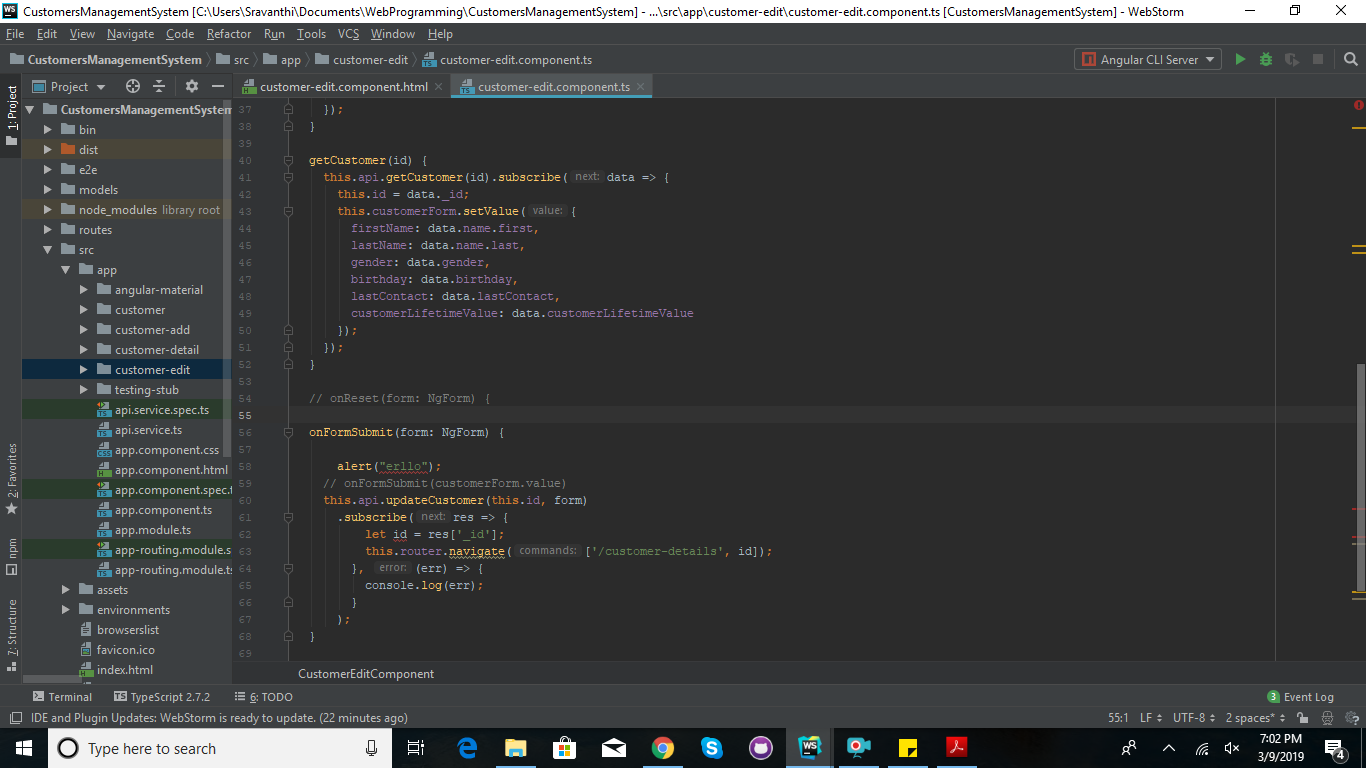 CustomersManagementSystem [C:\Users\Sravanthi\Documents\WebProgramming\CustomersManagementSystem] - ...\src\app\customer-edit\customer-edit.component.ts [CustomersManagementSystem] - WebStorm
File Edit View Navigate Code Refactor Run Tools VCS Window Help
CustomersManagementSystem src app customer-edit customer-edit.component.ts Angular CLI Server
1: Project
Project
customer-edit.component.html customer-edit.component.ts
CustomersManagementSystem
bin
dist
e2e
models
node_modules library root
routes
src
app
angular-material
customer
customer-add
customer-detail
customer-edit
testing-stub
api.service.spec.ts
api.service.ts
app.component.css
app.component.html
app.component.spec.t
app.component.ts
app.module.ts
app-routing.module.s
app-routing.module.ts
assets
environments
browserslist
favicon.ico
index.html
2: Favorites
npm
7: Structure
37 });
38 }
39
40 getCustomer(id) {
41 this.api.getCustomer(id).subscribe( next: data => {
42 this.id = data._id;
43 this.customerForm.setValue( value: {
44 firstName: data.name.first,
45 lastName: data.name.last,
46 gender: data.gender,
47 birthday: data.birthday,
48 lastContact: data.lastContact,
49 customerLifetimeValue: data.customerLifetimeValue
50 });
51 });
52 }
53
54 // onReset(form: NgForm) {
55
56 onFormSubmit(form: NgForm) {
57
58 alert("erllo");
59 // onFormSubmit(customerForm.value)
60 this.api.updateCustomer(this.id, form)
61 .subscribe( next: res => {
62 let id = res['_id'];
63 this.router.navigate( commands: ['/customer-details', id]);
64 }, error: (err) => {
65 console.log(err);
66 }
67 );
68 }
69
CustomerEditComponent
Terminal TypeScript 2.7.2 6: TODO 3 Event Log
IDE and Plugin Updates: WebStorm is ready to update. (22 minutes ago) 55:1 LF UTF-8 2 spaces*
Type here to search
7:02 PM
3/9/2019
4